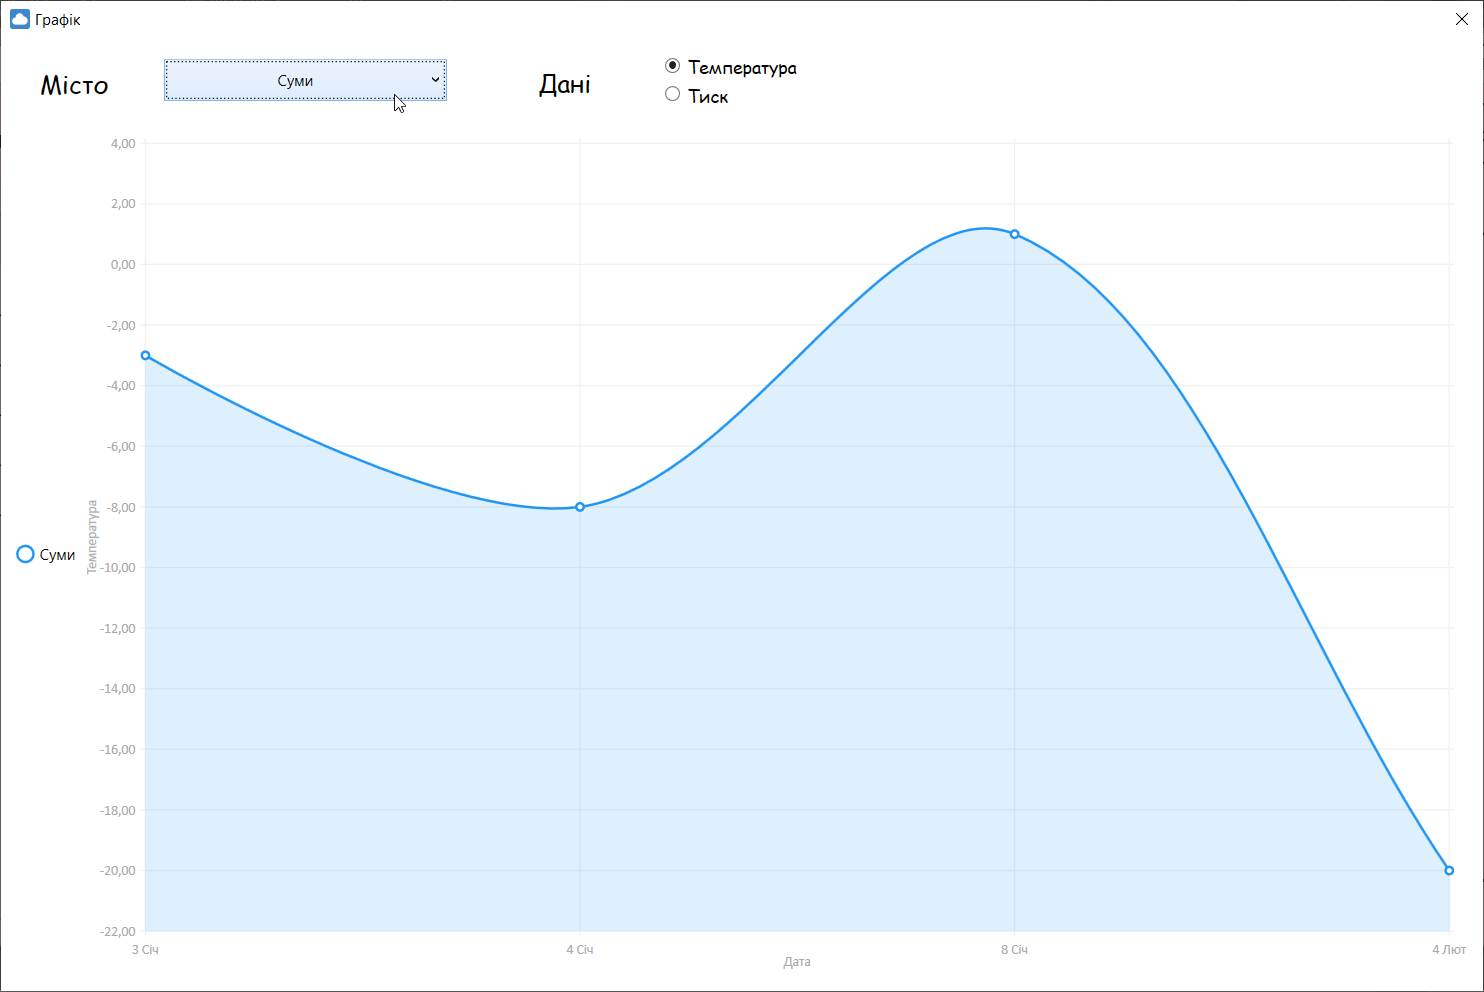 Графік
Місто
Суми
Дані
Температура
Тиск
4,00
2,00
0,00
-2,00
-4,00
-6,00
-8,00
-10,00
-12,00
-14,00
-16,00
-18,00
-20,00
-22,00
Температура
Суми
3 Січ
4 Січ
8 Січ
4 Лют
Дата